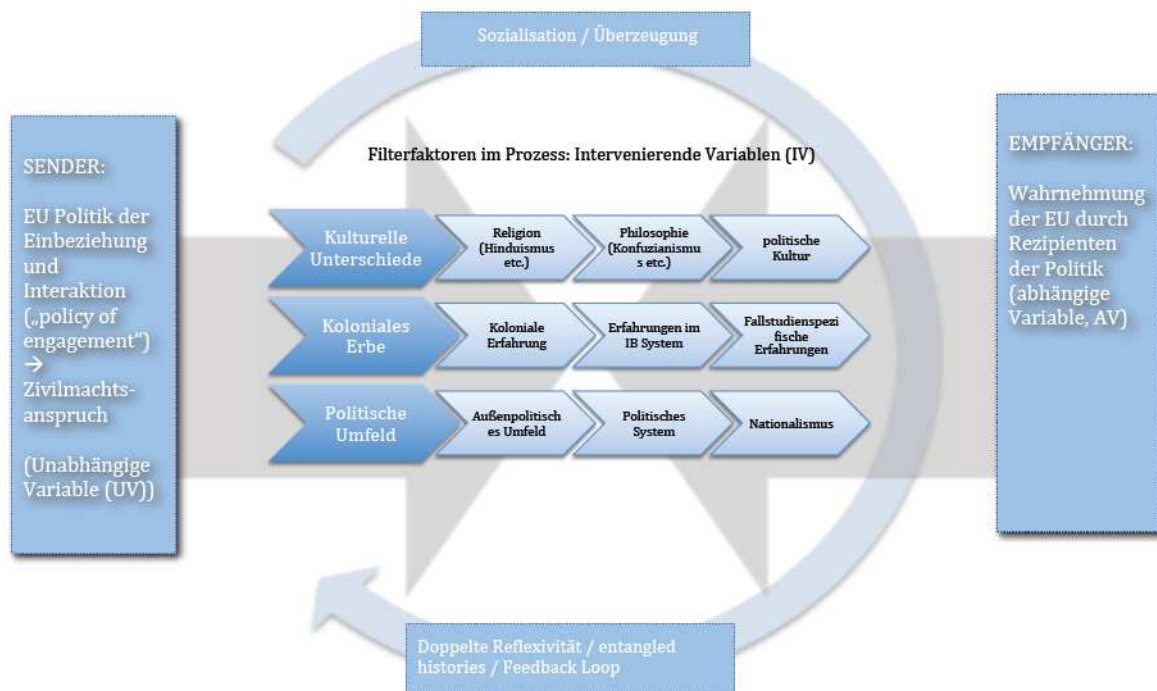 Sozialisation / Überzeugung
SENDER:
EU Politik der
Einbeziehung
und
Interaktion
(„policy of
engagement“)
→
Zivilmachts-
anspruch
(Unabhängige
Variable (UV))
Filterfaktoren im Prozess: Intervenierende Variablen (IV)
Kulturelle
Unterschiede
Religion
(Hinduismus
etc.)
Philosophie
(Konfuzianismu
s etc.)
politische
Kultur
Koloniales
Erbe
Koloniale
Erfahrung
Erfahrungen im
IB System
Fallstudienspezi
fische
Erfahrungen
Politische
Umfeld
Außenpolitisch
es Umfeld
Politisches
System
Nationalismus
EMPFÄNGER:
Wahrnehmung
der EU durch
Rezipienten
der Politik
(abhängige
Variable, AV)
Doppelte Reflexivität / entangled
histories / Feedback Loop